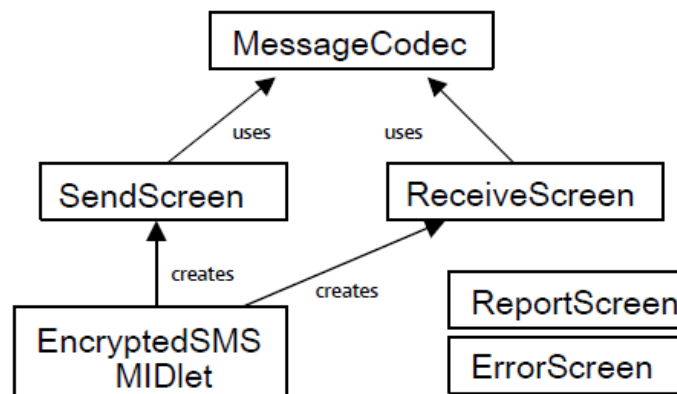 MessageCodec
uses
uses
SendScreen
ReceiveScreen
creates
creates
ReportScreen
EncryptedSMS
MIDlet
ErrorScreen